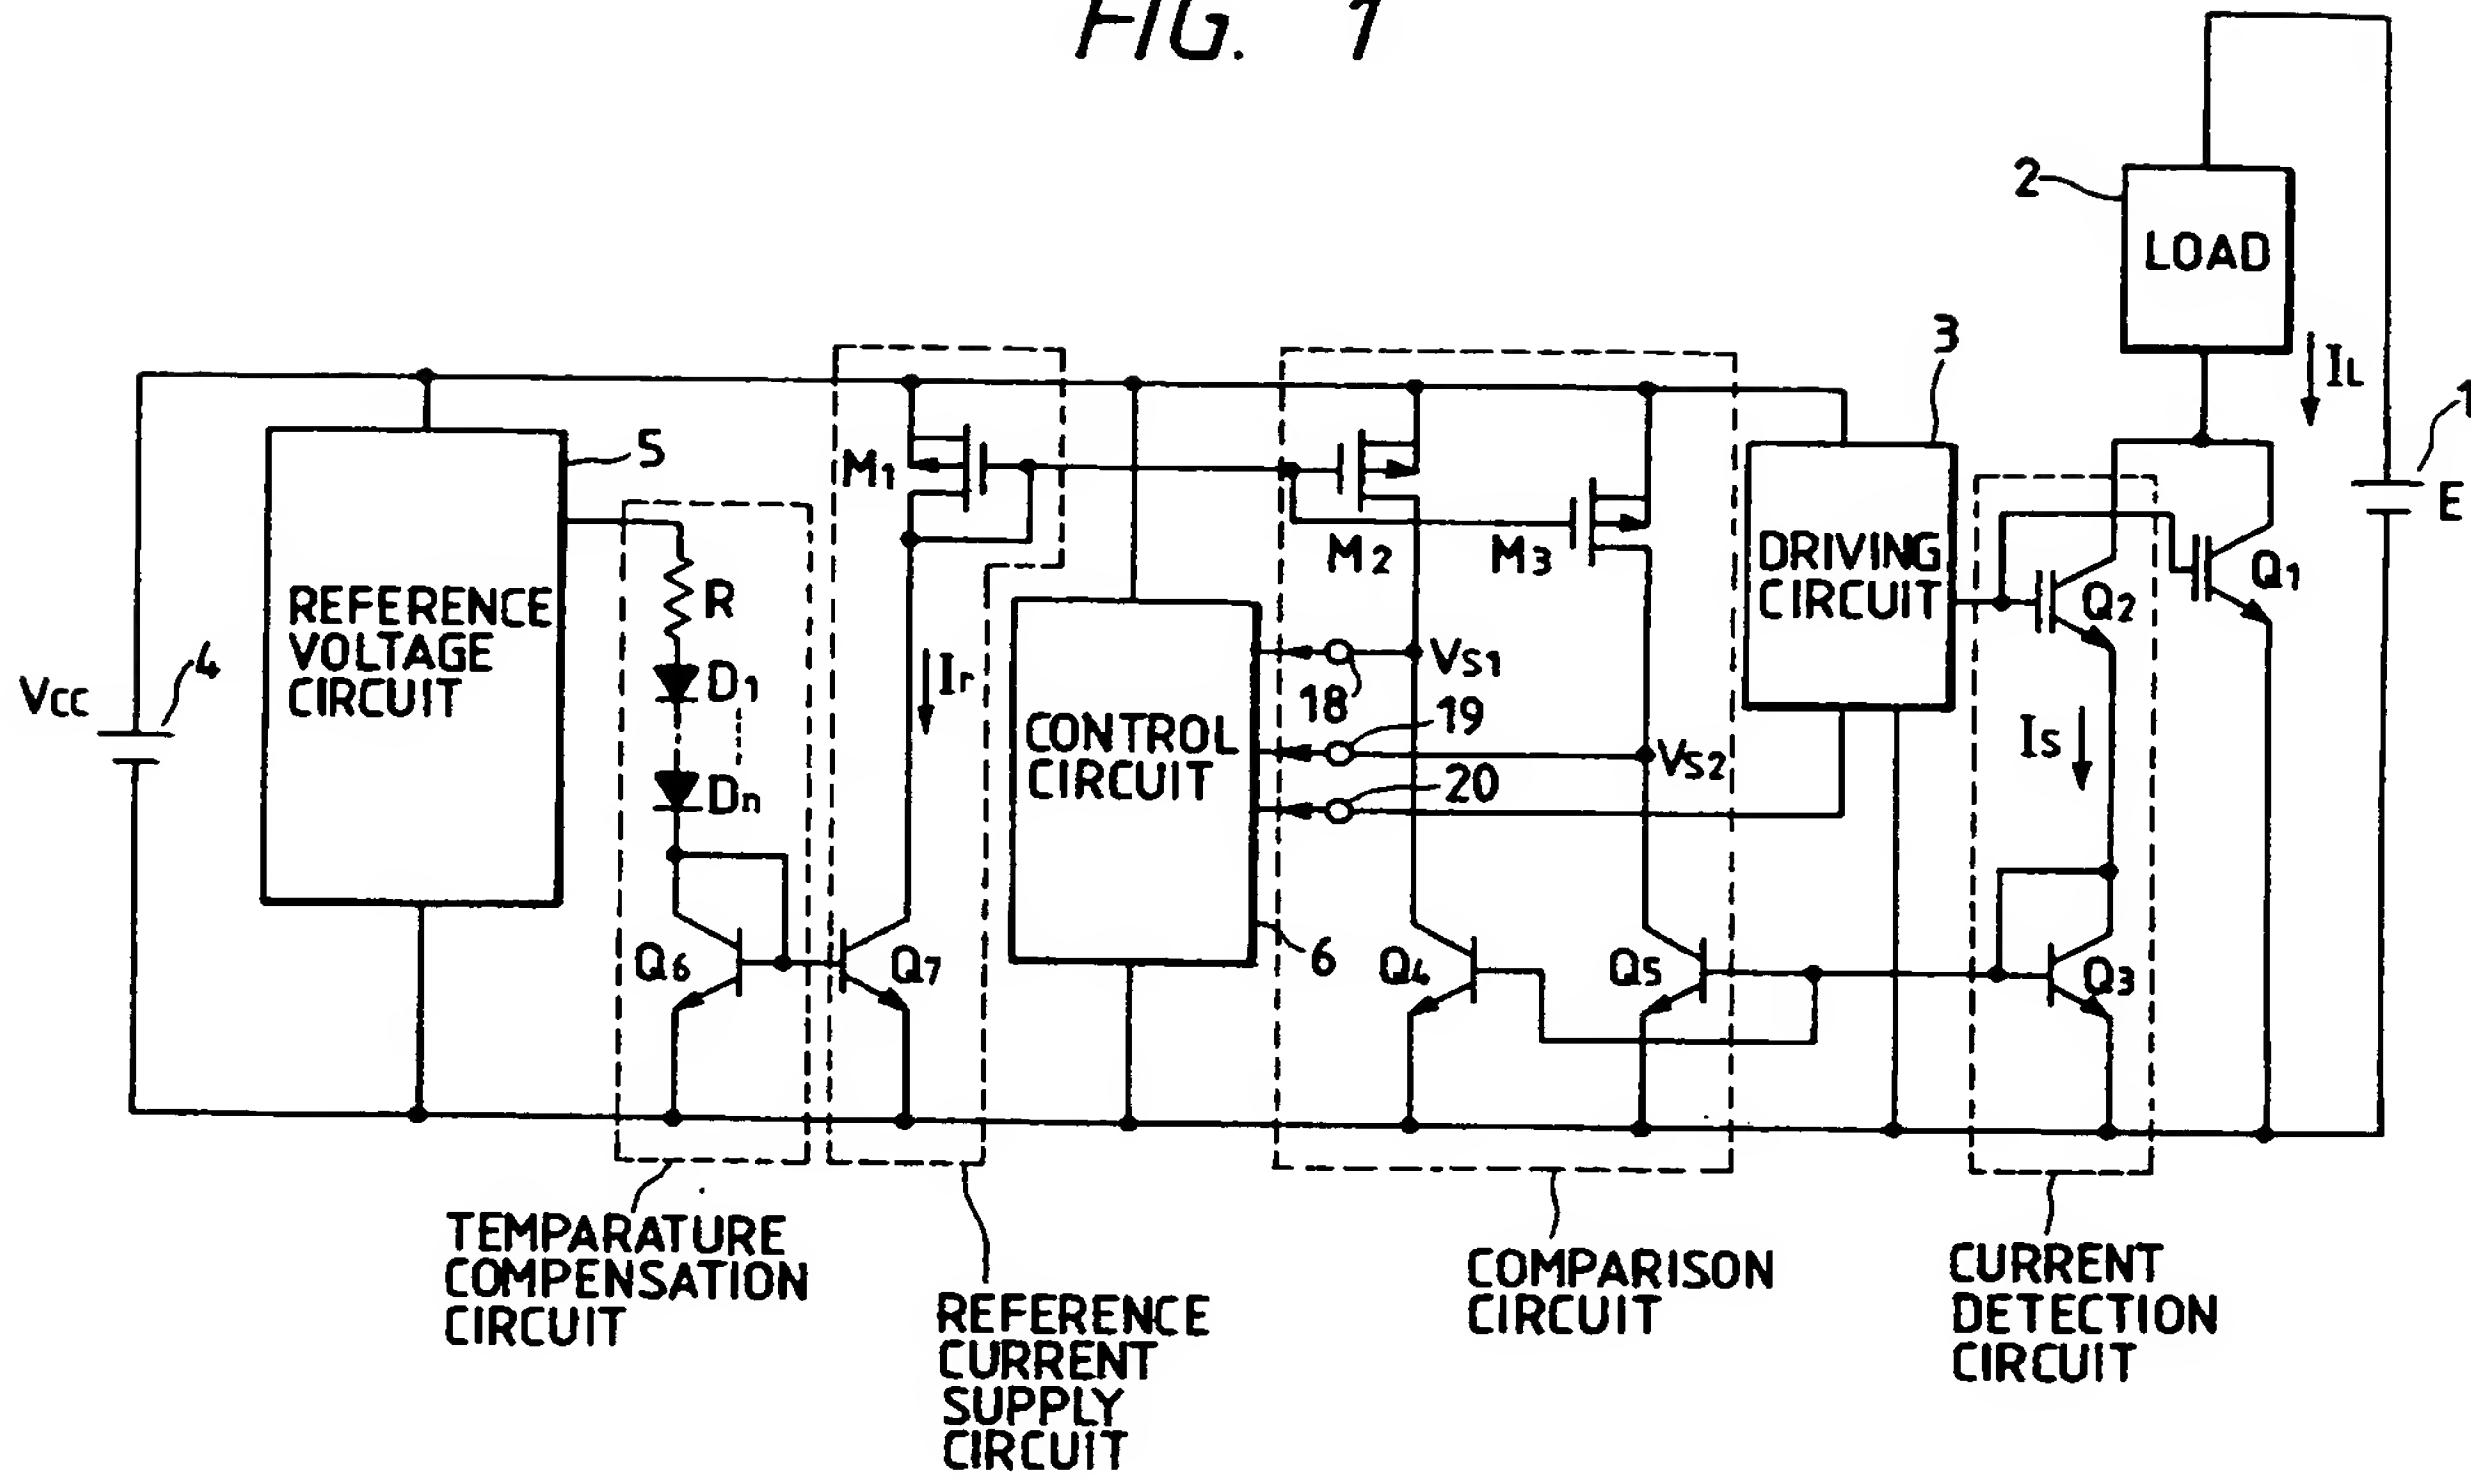 FIG. 1
2
LOAD
3
IL
1
5
M1
E
DRIVING
CIRCUIT
M2
M3
Q1
REFERENCE
VOLTAGE
CIRCUIT
R
Q2
4
VCC
D1
Ir
VS1
18
19
CONTROL
CIRCUIT
IS
VS2
Dn
20
Q6
Q7
6
Q4
Q5
Q3
TEMPARATURE
COMPENSATION
CIRCUIT
REFERENCE
CURRENT
SUPPLY
CIRCUIT
COMPARISON
CIRCUIT
CURRENT
DETECTION
CIRCUIT